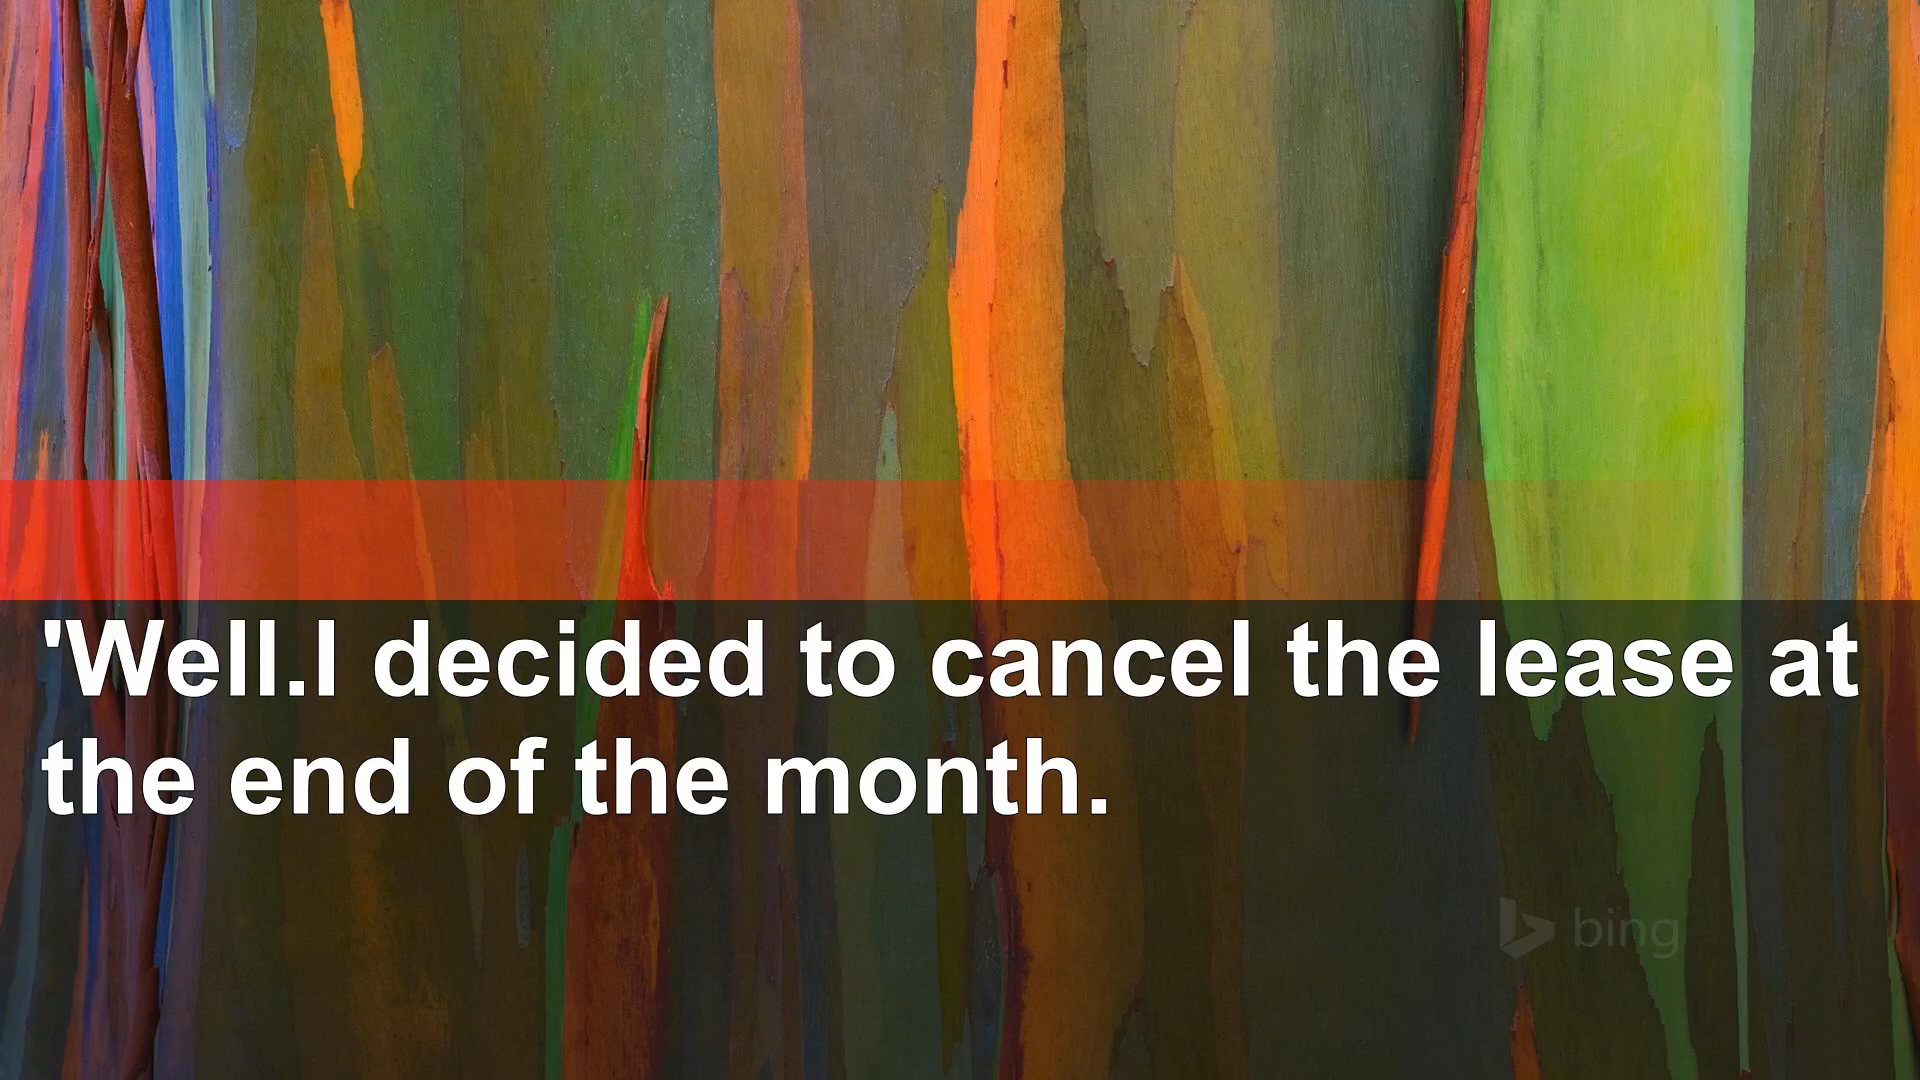 'Well.I decided to cancel the lease at
the end of the month.
bing